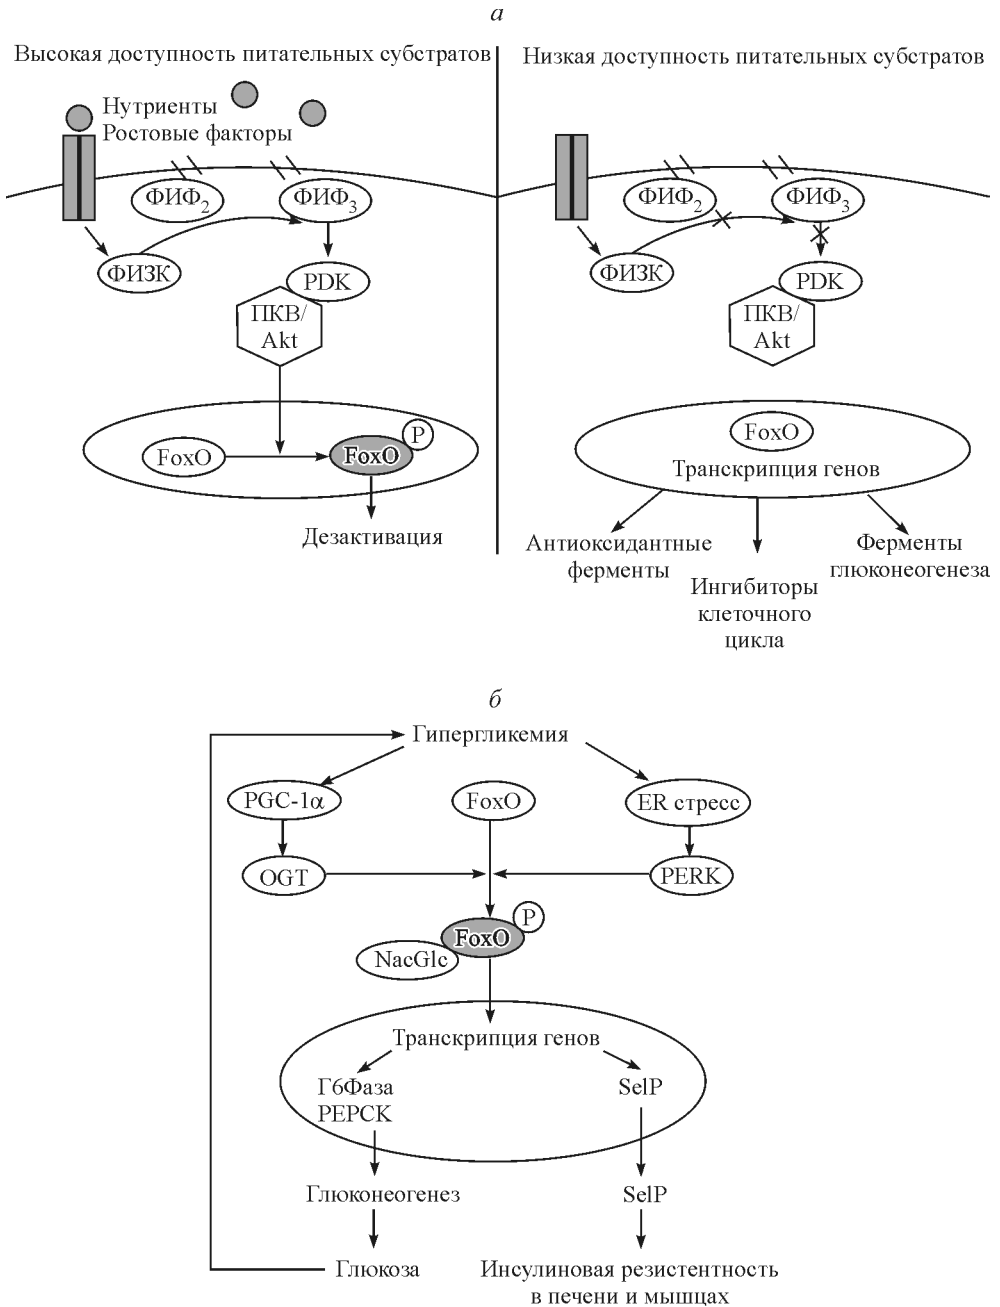 а
Высокая доступность питательных субстратов
Нутриенты
Ростовые факторы
ФИФ2
ФИФ3
ФИЗК
PDK
ПКВ/
Akt
FoxO
FoxO
P
Дезактивация
Низкая доступность питательных субстратов
ФИФ2
ФИФ3
ФИЗК
PDK
ПКВ/
Akt
FoxO
Транскрипция генов
Антиоксидантные
ферменты
Ингибиторы
клеточного
цикла
Ферменты
глюконеогенеза
б
Гипергликемия
PGC-1α
FoxO
ER стресс
OGT
PERK
P
FoxO
NacGlc
Транскрипция генов
Г6Фаза
PEPCK
SelP
Глюконеогенез
SelP
Глюкоза
Инсулиновая резистентность
в печени и мышцах